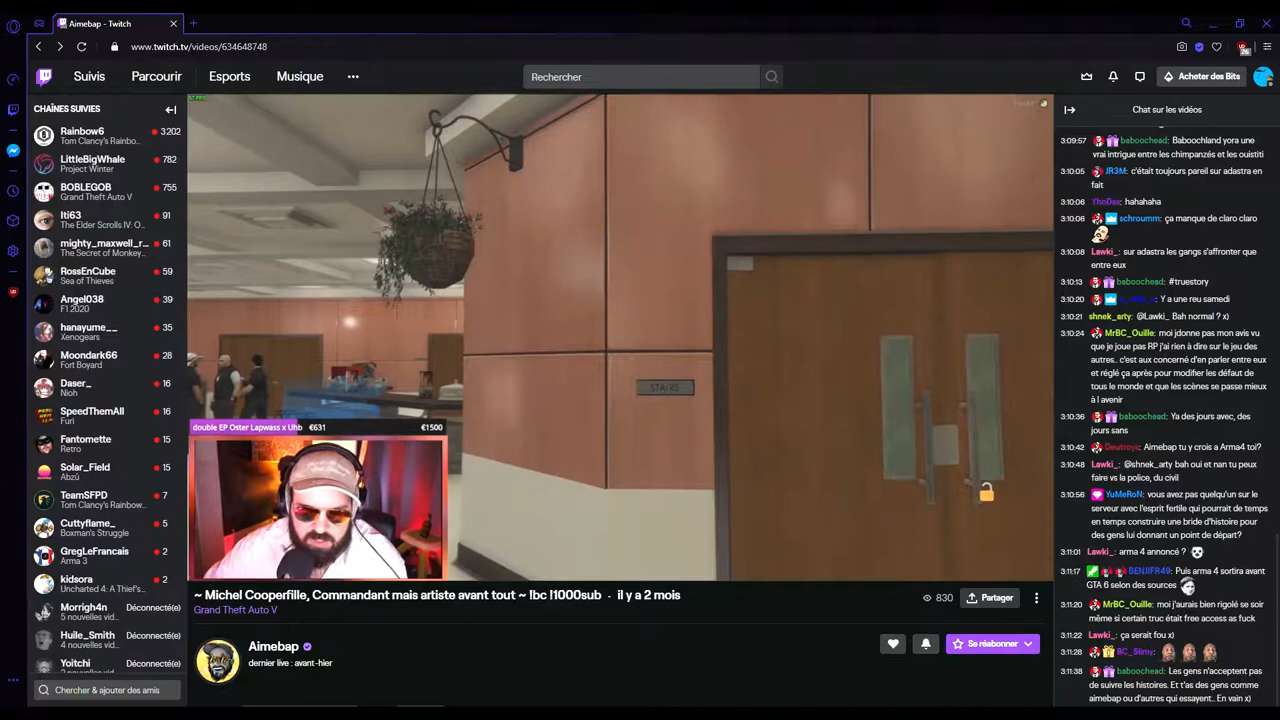 Aimebap - Twitch
www.twitch.tv/videos/634648748
26
Suivis
Parcourir
Esports
Musique
Rechercher
Acheter des Bits
CHAÎNES SUIVIES
Rainbow6
3 202
Tom Clancy's Rainbo...
LittleBigWhale
782
Project Winter
BOBLEGOB
755
Grand Theft Auto V
Iti63
91
The Elder Scrolls IV: O...
mighty_maxwell_r...
61
The Secret of Monkey...
RossEnCube
59
Sea of Thieves
Angel038
39
F1 2020
hanayume__
35
Xenogears
Moondark66
28
Fort Boyard
Daser_
16
Nioh
SpeedThemAll
16
Furi
Fantomette
15
Retro
Solar_Field
15
Abzû
TeamSFPD
7
Tom Clancy's Rainbow...
Cuttyflame_
5
Boxman's Struggle
GregLeFrancais
2
Arma 3
kidsora
2
Uncharted 4: A Thief's...
Morrigh4n
Déconnecté(e)
5 nouvelles vid...
Huile_Smith
Déconnecté(e)
4 nouvelles vid...
Yoitchi
Déconnecté(e)
Chercher & ajouter des amis
STAIRS
double EP Oster Lapwass x Uhb
€631
€1500
~ Michel Cooperfille, Commandant mais artiste avant tout ~ !bc !1000sub · il y a 2 mois
Grand Theft Auto V
830
Partager
Aimebap
dernier live : avant-hier
Se réabonner
Chat sur les vidéos
3:09:57 baboochead: Baboochland yora une
vrai intrigue entre les chimpanzés et les ouistiti
3:10:05 JR3M: c'était toujours pareil sur adastra en
fait
3:10:06 YhoDas: hahahaha
3:10:06 schroumm: ça manque de claro claro
3:10:08 Lawki_: sur adastra les gangs s'affronter que
entre eux
3:10:13 baboochead: #truestory
3:10:20 : Y a une reu samedi
3:10:21 shnek_arty: @Lawki_ Bah normal ? x)
3:10:24 MrBC_Ouille: moi jdonne pas mon avis vu
que je joue pas RP j'ai rien à dire sur le jeu des
autres.. c'est aux concerné d'en parler entre eux
et réglé ça après pour modifier les défaut de
tous le monde et que les scènes se passe mieux
à l avenir
3:10:36 baboochead: Ya des jours avec, des
jours sans
3:10:42 Deutroys: Aimebap tu y crois a Arma4 toi?
3:10:48 Lawki_: @shnek_arty bah oui et nan tu peux
faire vs la police, du civil
3:10:56 YuMeRoN: vous avez pas quelqu'un sur le
serveur avec l'esprit fertile qui pourrait de temps
en temps construire une bride d'histoire pour
des gens lui donnant un point de départ?
3:11:01 Lawki_: arma 4 annoncé ?
3:11:17 BENJIFR49: Puis arma 4 sortira avant
GTA 6 selon des sources
3:11:20 MrBC_Ouille: moi j'aurais bien rigolé se soir
même si certain truc était free access as fuck
3:11:22 Lawki_: ça serait fou x)
3:11:28 BC_Slimy:
3:11:38 baboochead: Les gens n'acceptent pas
de suivre les histoires. Et t'as des gens comme
aimebap ou d'autres qui essayent.. En vain x)